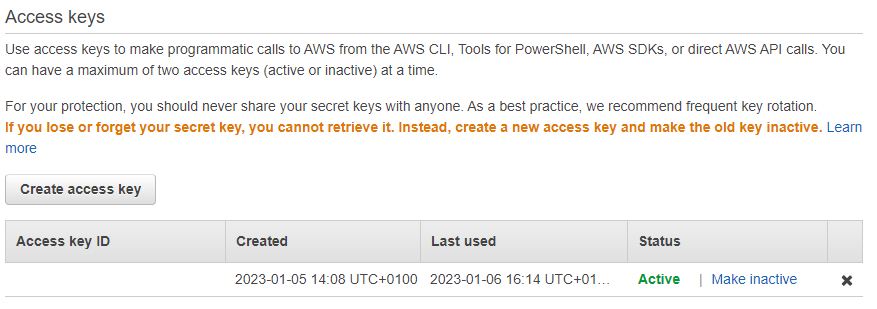 Access keys
Use access keys to make programmatic calls to AWS from the AWS CLI, Tools for PowerShell, AWS SDKs, or direct AWS API calls. You
can have a maximum of two access keys (active or inactive) at a time.
For your protection, you should never share your secret keys with anyone. As a best practice, we recommend frequent key rotation.
If you lose or forget your secret key, you cannot retrieve it. Instead, create a new access key and make the old key inactive. Learn
more
Create access key
Access key ID Created Last used Status
2023-01-05 14:08 UTC+0100 2023-01-06 16:14 UTC+01… Active | Make inactive